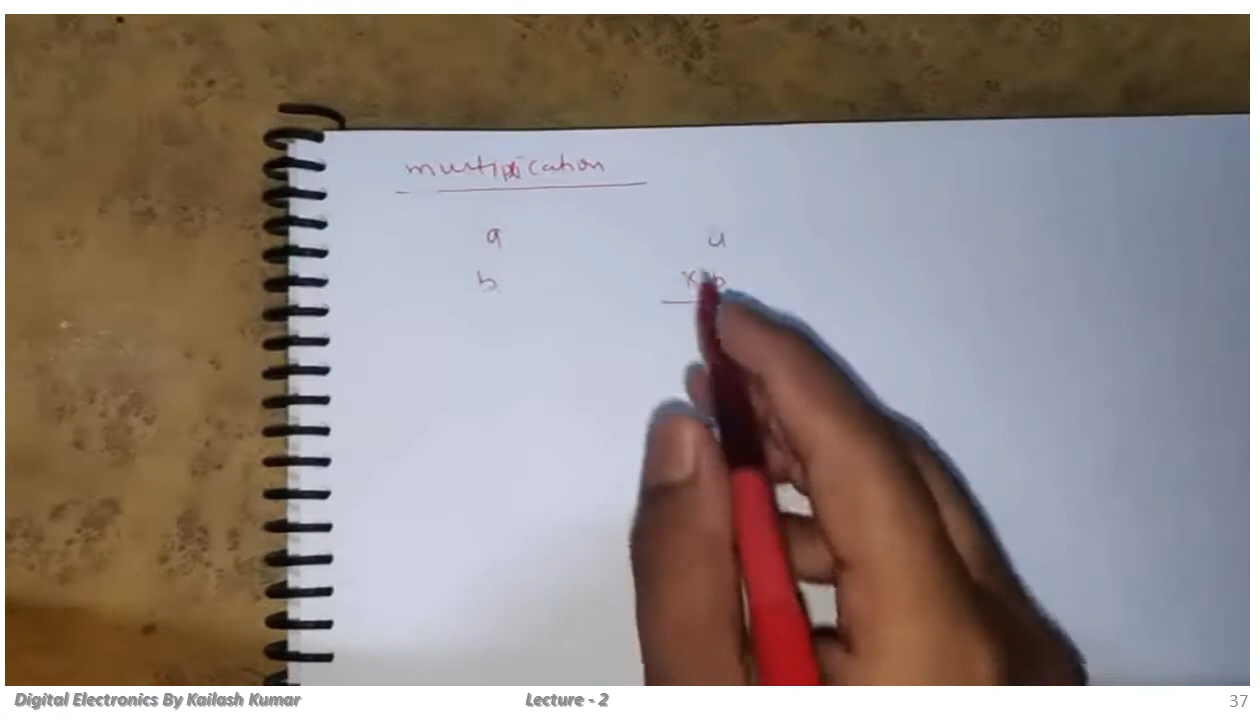 multiplication
a u
b x b
Digital Electronics By Kailash Kumar Lecture - 2 37